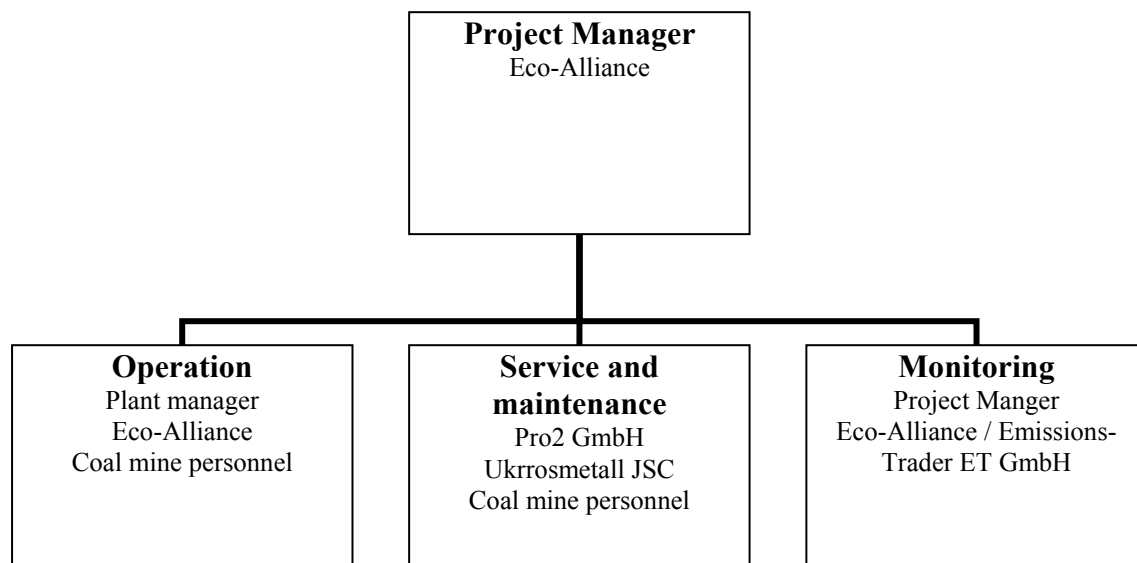 Project Manager
Eco-Alliance
Operation
Plant manager
Eco-Alliance
Coal mine personnel
Service and
maintenance
Pro2 GmbH
Ukrrosmetall JSC
Coal mine personnel
Monitoring
Project Manger
Eco-Alliance / Emissions-
Trader ET GmbH